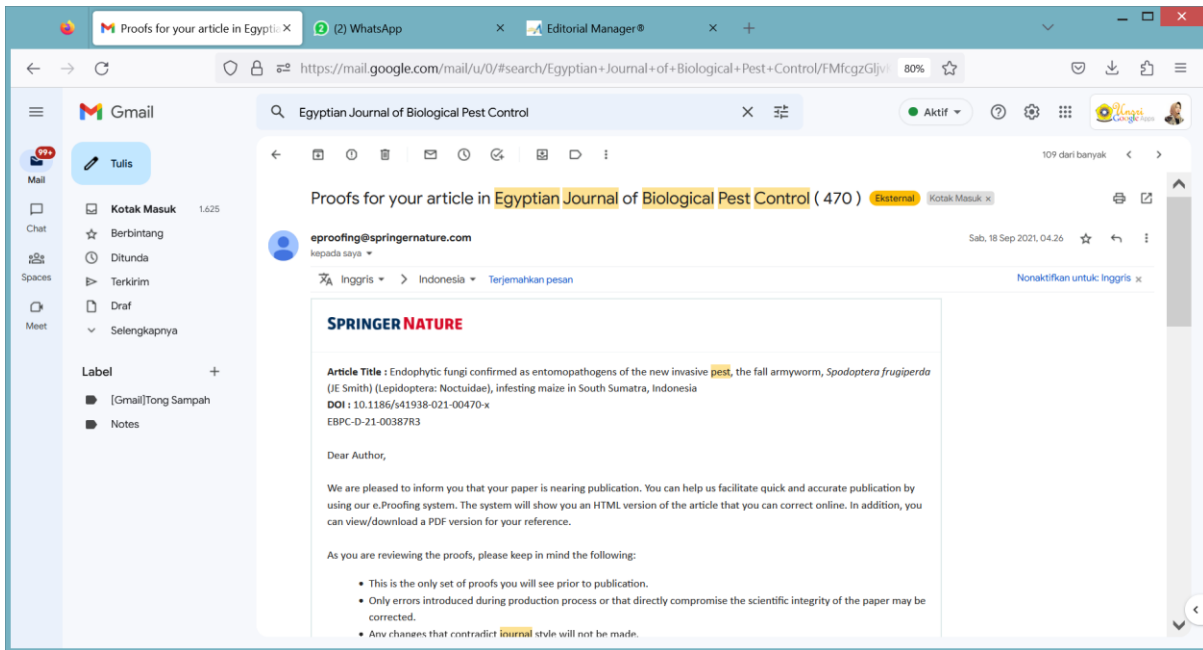 Proofs for your article in Egyptia
(2) WhatsApp
Editorial Manager®
https://mail.google.com/mail/u/0/#search/Egyptian+Journal+of+Biological+Pest+Control/FMfcgzGljv
80%
Gmail
Egyptian Journal of Biological Pest Control
Aktif
99+
Mail
Tulis
109 dari banyak
Chat
Spaces
Meet
Kotak Masuk 1.625
Berbintang
Ditunda
Terkirim
Draf
Selengkapnya
Label
[Gmail]Tong Sampah
Notes
Proofs for your article in Egyptian Journal of Biological Pest Control ( 470 ) Eksternal Kotak Masuk x
eproofing@springernature.com
Sab, 18 Sep 2021, 04.26
kepada saya
Inggris > Indonesia Terjemahkan pesan
Nonaktifkan untuk: Inggris x
SPRINGER NATURE
Article Title : Endophytic fungi confirmed as entomopathogens of the new invasive pest, the fall armyworm, Spodoptera frugiperda
(JE Smith) (Lepidoptera: Noctuidae), infesting maize in South Sumatra, Indonesia
DOI : 10.1186/s41938-021-00470-x
EBPC-D-21-00387R3
Dear Author,
We are pleased to inform you that your paper is nearing publication. You can help us facilitate quick and accurate publication by
using our e.Proofing system. The system will show you an HTML version of the article that you can correct online. In addition, you
can view/download a PDF version for your reference.
As you are reviewing the proofs, please keep in mind the following:
• This is the only set of proofs you will see prior to publication.
• Only errors introduced during production process or that directly compromise the scientific integrity of the paper may be
corrected.
• Any changes that contradict journal style will not be made.